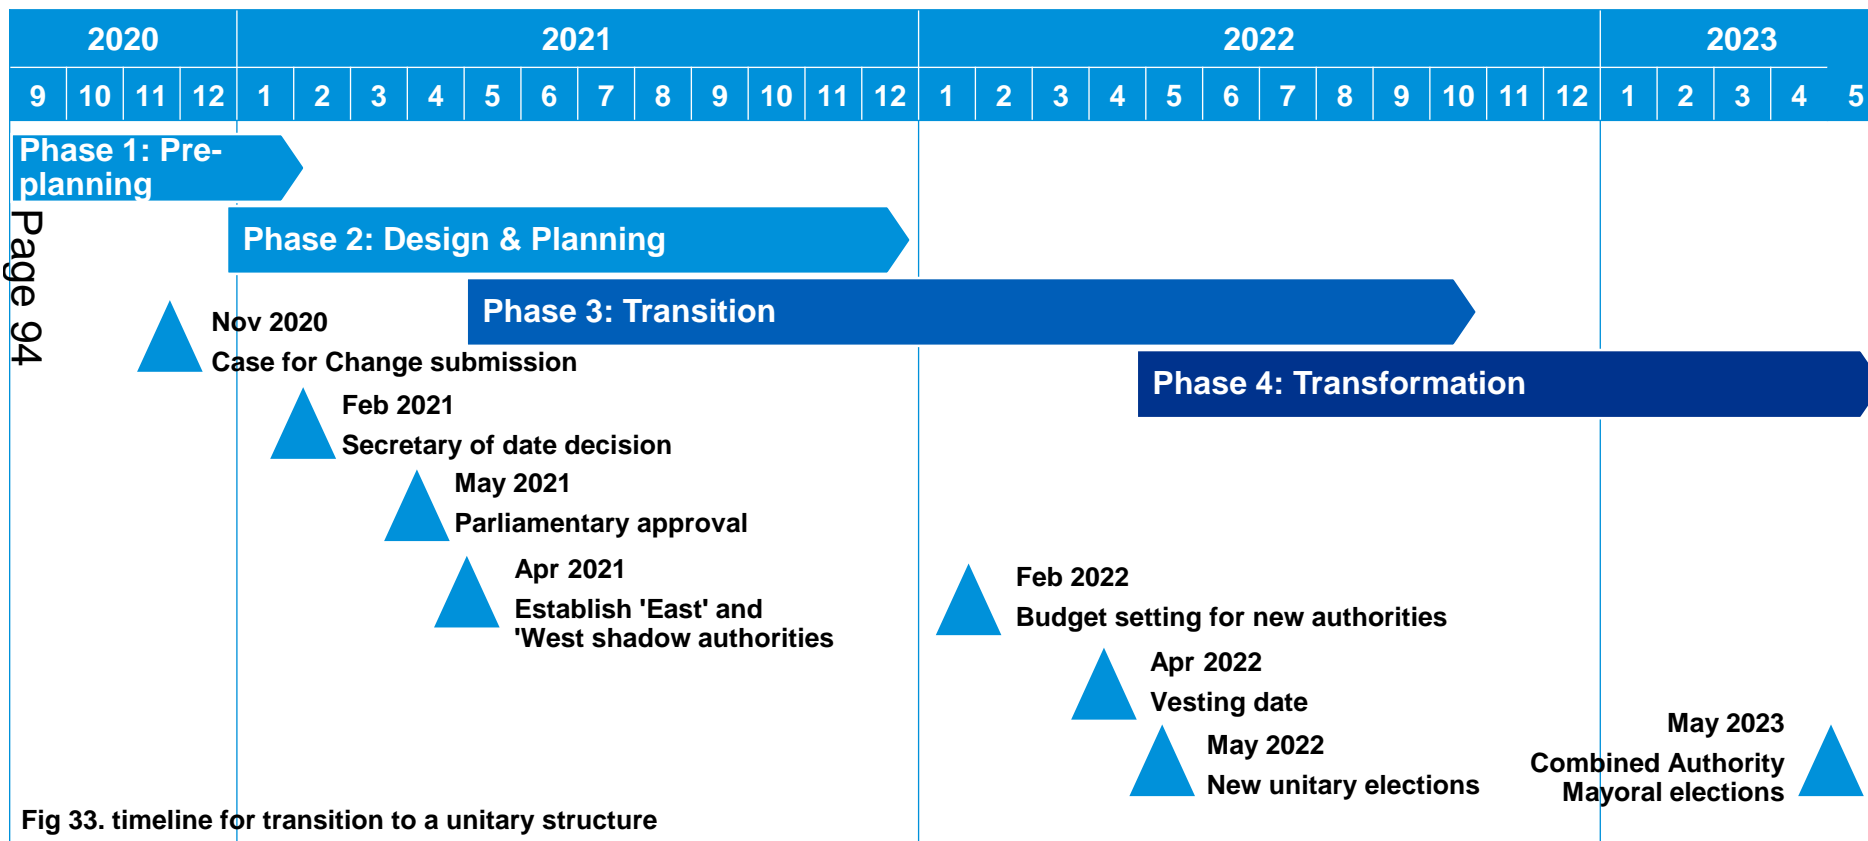 2020 2021 2022 2023
9 10 11 12 1 2 3 4 5 6 7 8 9 10 11 12 1 2 3 4 5 6 7 8 9 10 11 12 1 2 3 4 5
Phase 1: Pre-
planning
Page 94
Phase 2: Design & Planning
Phase 3: Transition
Phase 4: Transformation
Nov 2020
Case for Change submission
Feb 2021
Secretary of date decision
May 2021
Parliamentary approval
Apr 2021
Establish 'East' and
'West shadow authorities
Feb 2022
Budget setting for new authorities
Apr 2022
Vesting date
May 2022
New unitary elections
May 2023
Combined Authority
Mayoral elections
Fig 33. timeline for transition to a unitary structure